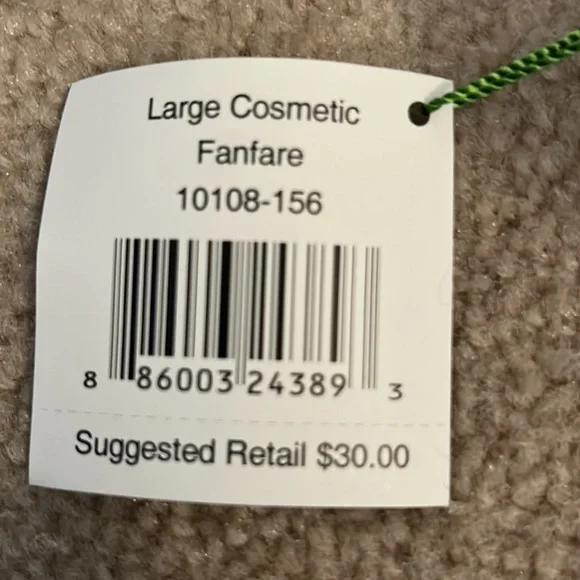 Large Cosmetic
Fanfare
10108-156
8 86003 24389 3
Suggested Retail $30.00